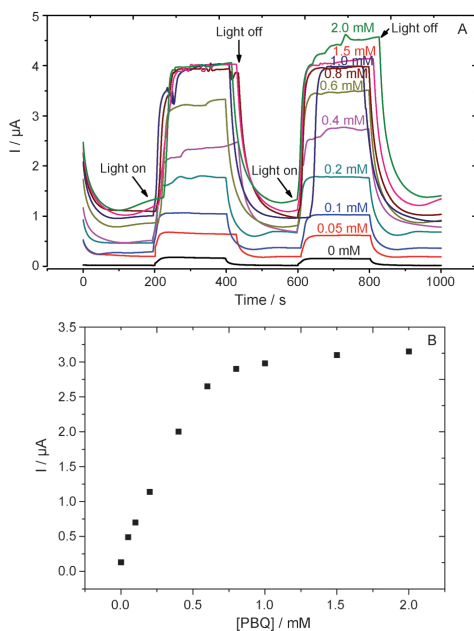 A
Light off
2.0 mM
Light off
1.5 mM
1.0 mM
0.8 mM
0.6 mM
0.4 mM
Light on
Light on
0.2 mM
0.1 mM
0.05 mM
0 mM
5
4
3
2
1
0
I / µA
0 200 400 600 800 1000
Time / s
B
3.5
3.0
2.5
2.0
1.5
1.0
0.5
0.0
I / µA
0.0 0.5 1.0 1.5 2.0
[PBQ] / mM